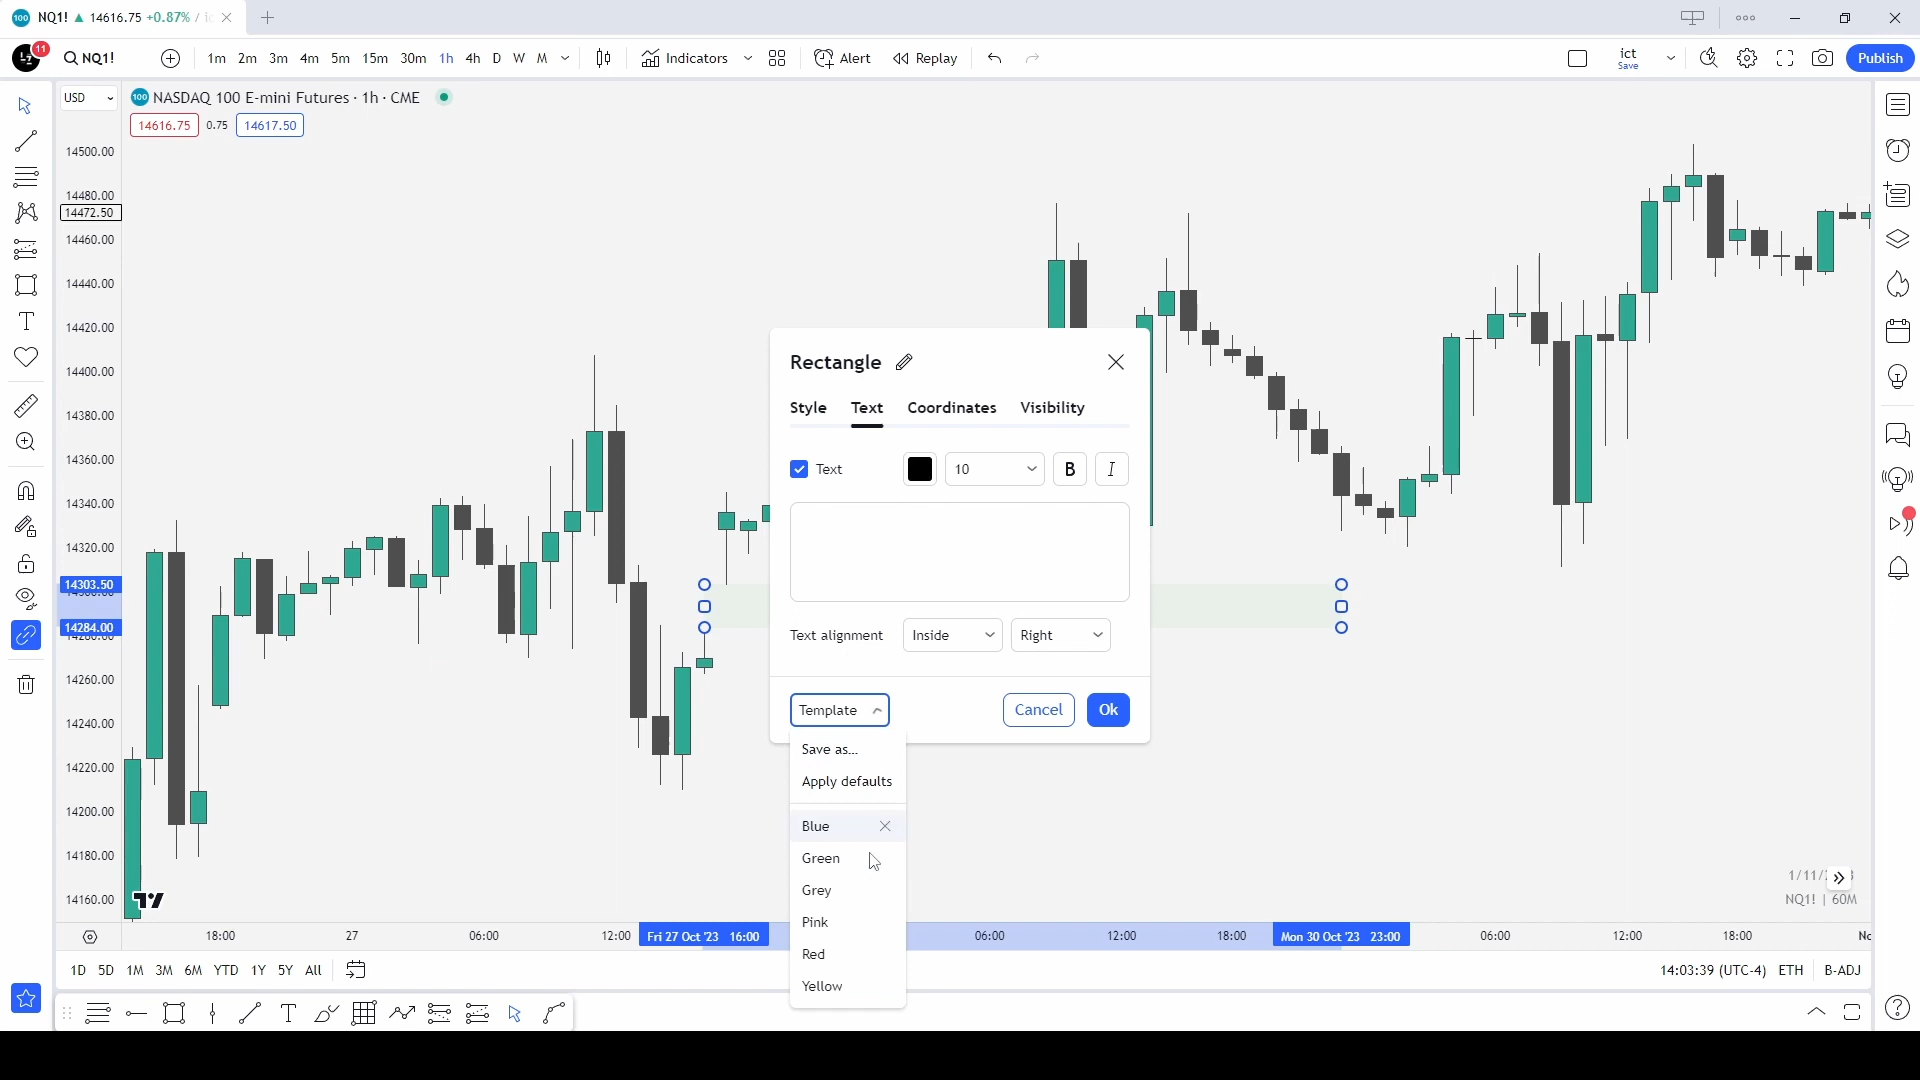 100 NQ1! ▲ 14616.75 +0.87% /
11 NQ1! 1m 2m 3m 4m 5m 15m 30m 1h 4h D W M Indicators Alert Replay ict Save Publish
USD 100 NASDAQ 100 E-mini Futures · 1h · CME
14616.75 0.75 14617.50
14500.00
14480.00
14472.50
14460.00
14440.00
14420.00
14400.00
14380.00
14360.00
14340.00
14320.00
14303.50
14284.00
14260.00
14240.00
14220.00
14200.00
14180.00
14160.00
Rectangle
Style Text Coordinates Visibility
Text 10 B I
Text alignment Inside Right
Template Cancel Ok
Save as...
Apply defaults
Blue
Green
Grey
Pink
Red
Yellow
1/11/
NQ1! | 60M
18:00 27 06:00 12:00 Fri 27 Oct '23 16:00 06:00 12:00 18:00 Mon 30 Oct '23 23:00 06:00 12:00 18:00
1D 5D 1M 3M 6M YTD 1Y 5Y All 14:03:39 (UTC-4) ETH B-ADJ